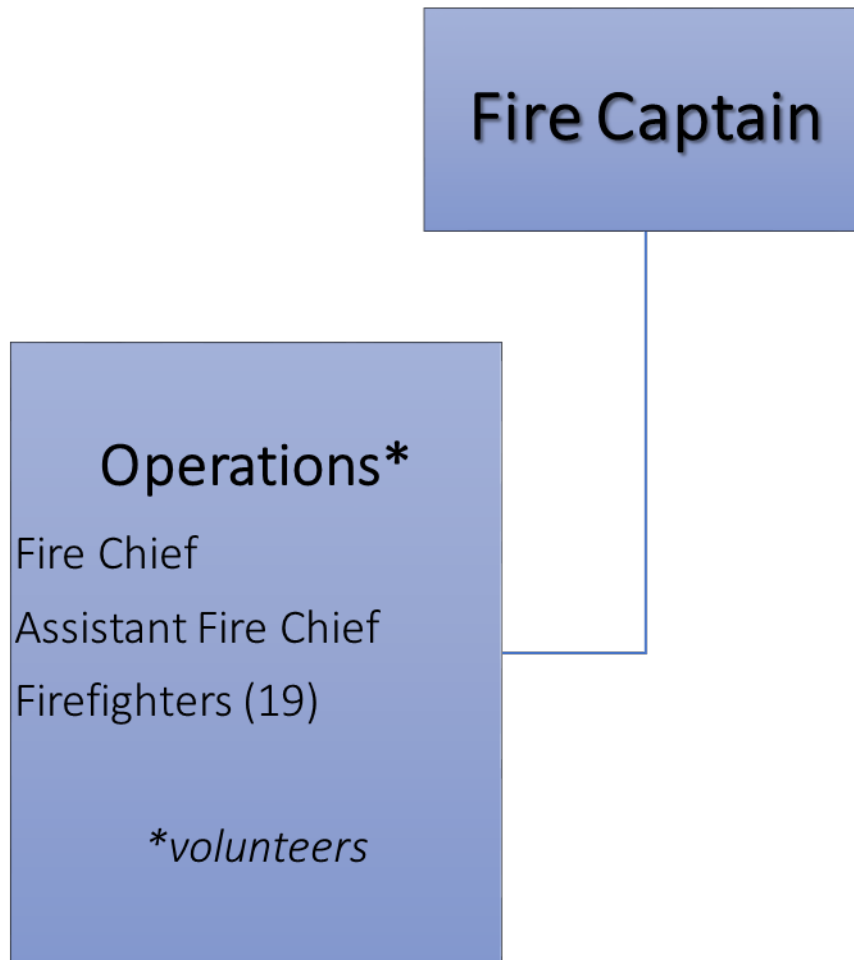 Fire Captain
Operations*
Fire Chief
Assistant Fire Chief
Firefighters (19)
*volunteers